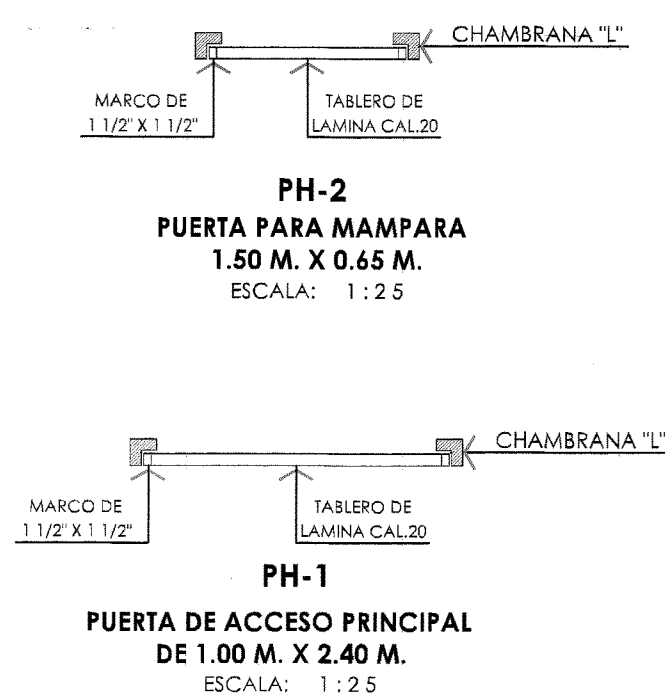 CHAMBRANA "L"
MARCO DE
1 1/2" X 1 1/2"
TABLERO DE
LAMINA CAL.20
PH-2
PUERTA PARA MAMPARA
1.50 M. X 0.65 M.
ESCALA: 1:25
CHAMBRANA "L"
MARCO DE
1 1/2" X 1 1/2"
TABLERO DE
LAMINA CAL.20
PH-1
PUERTA DE ACCESO PRINCIPAL
DE 1.00 M. X 2.40 M.
ESCALA: 1:25